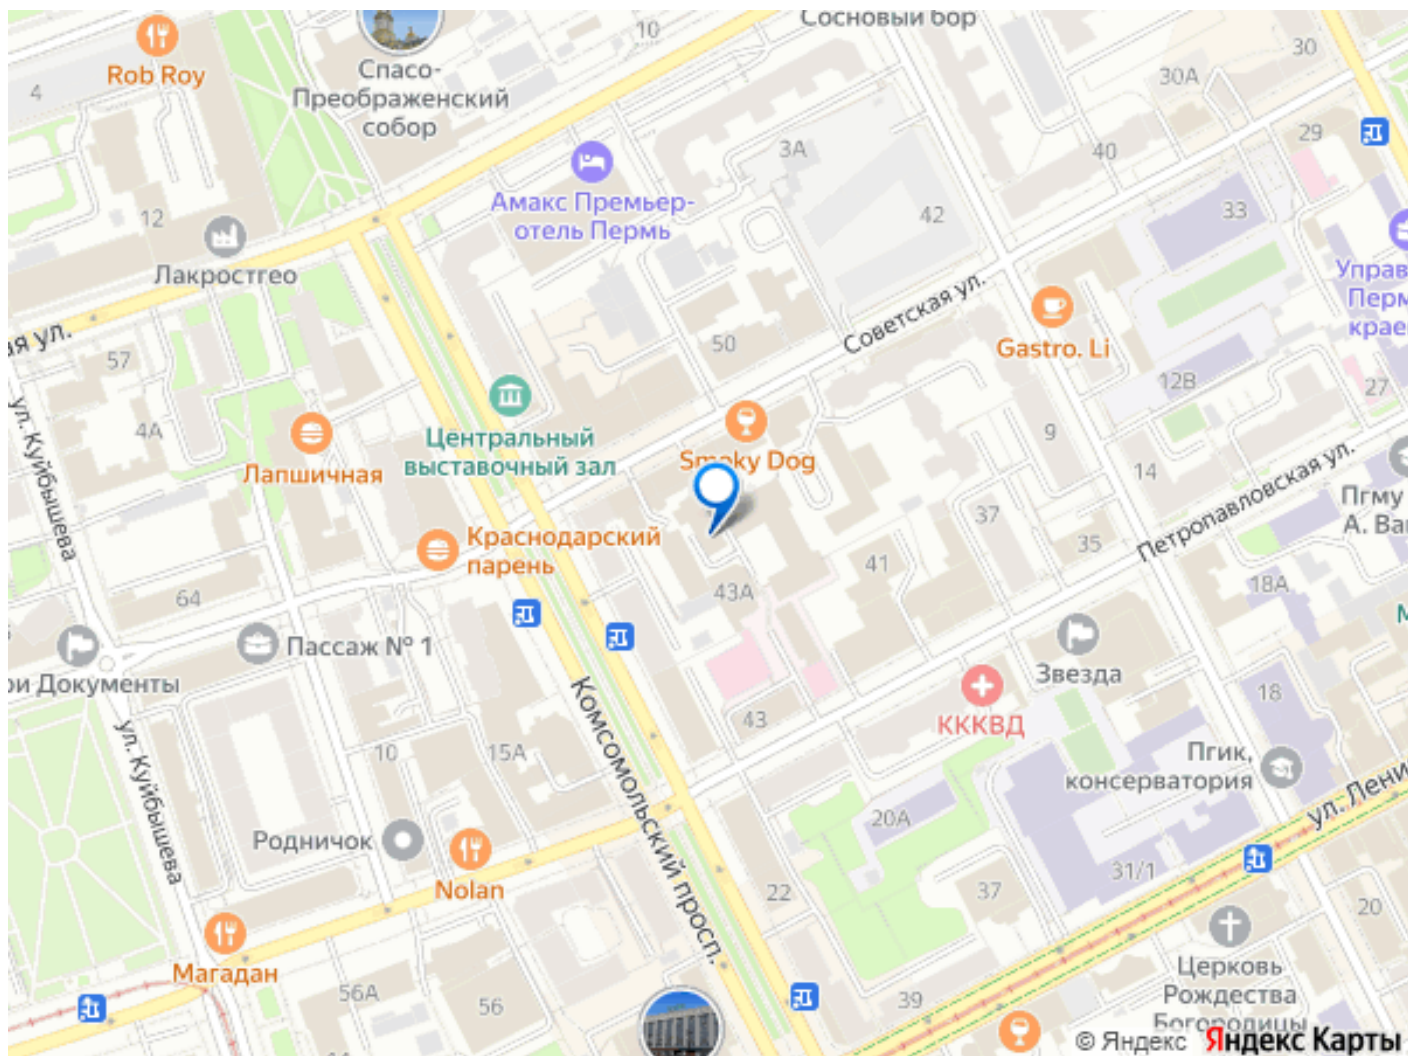 Сосновый бор
10
30
Rob Roy
4
Спасо-
Преображенский
собор
30А
29
3А
40
Амакс Премьер-
отель Пермь
12
42
33
Лакростгео
Управ
Перм
крае
ая ул.
57
Советская ул.
50
Gastro. Li
12В
27
ул. Куйбышева
4А
Лапшичная
Центральный
выставочный зал
Smoky Dog
9
14
Петропавловская ул.
Пгму
А. Ва
37
35
Краснодарский
парень
64
43А
41
18А
Пассаж № 1
ои Документы
Звезда
КККВД
18
43
ул. Куйбышева
10
15А
Комсомольский просп.
Пгик,
консерватория
ул. Лени
Родничок
20А
Nolan
22
37
31/1
20
Магадан
56А
56
39
Церковь
Рождества
Богородицы
© Яндекс Яндекс Карты